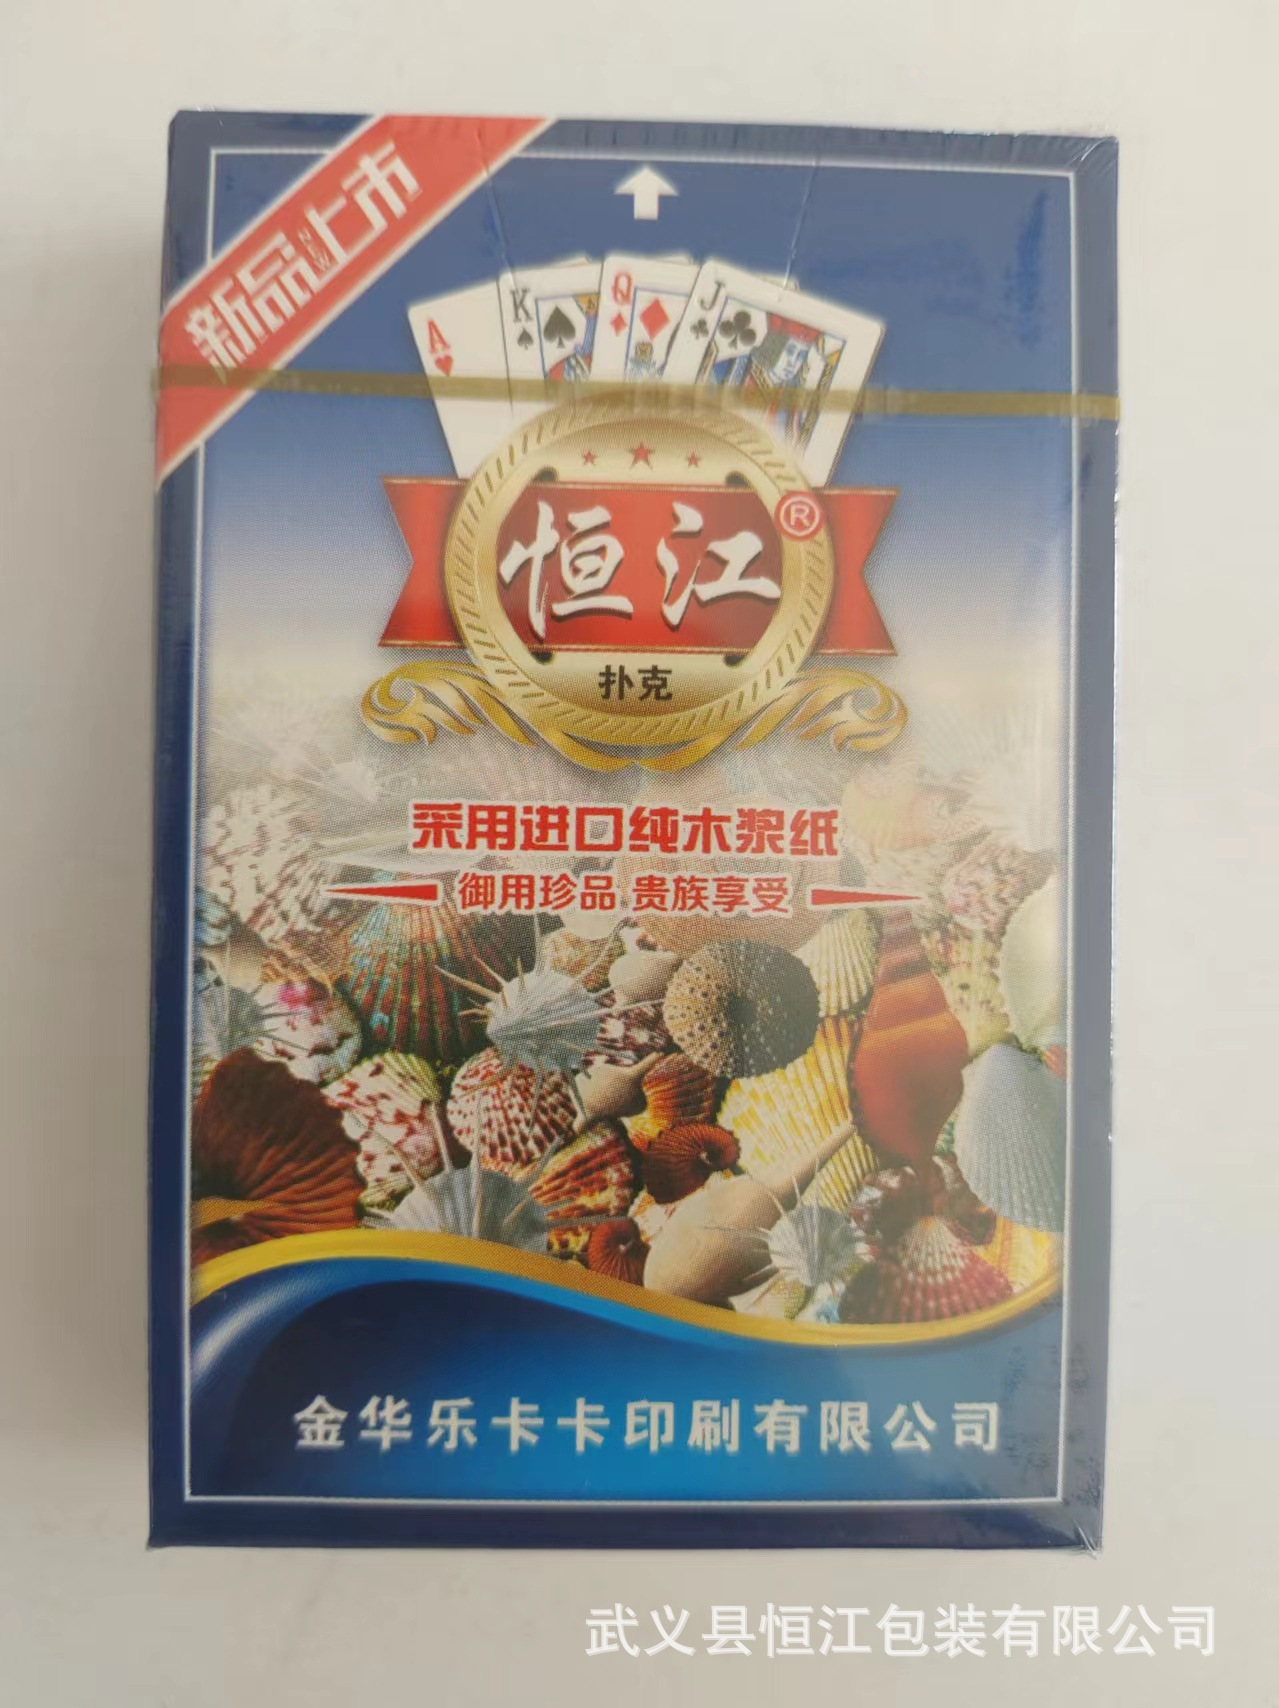 新品上市
NEW
A
K
Q
J
恒江®
扑克
采用进口纯木浆纸
御用珍品 贵族享受
金华乐卡卡印刷有限公司
武义县恒江包装有限公司